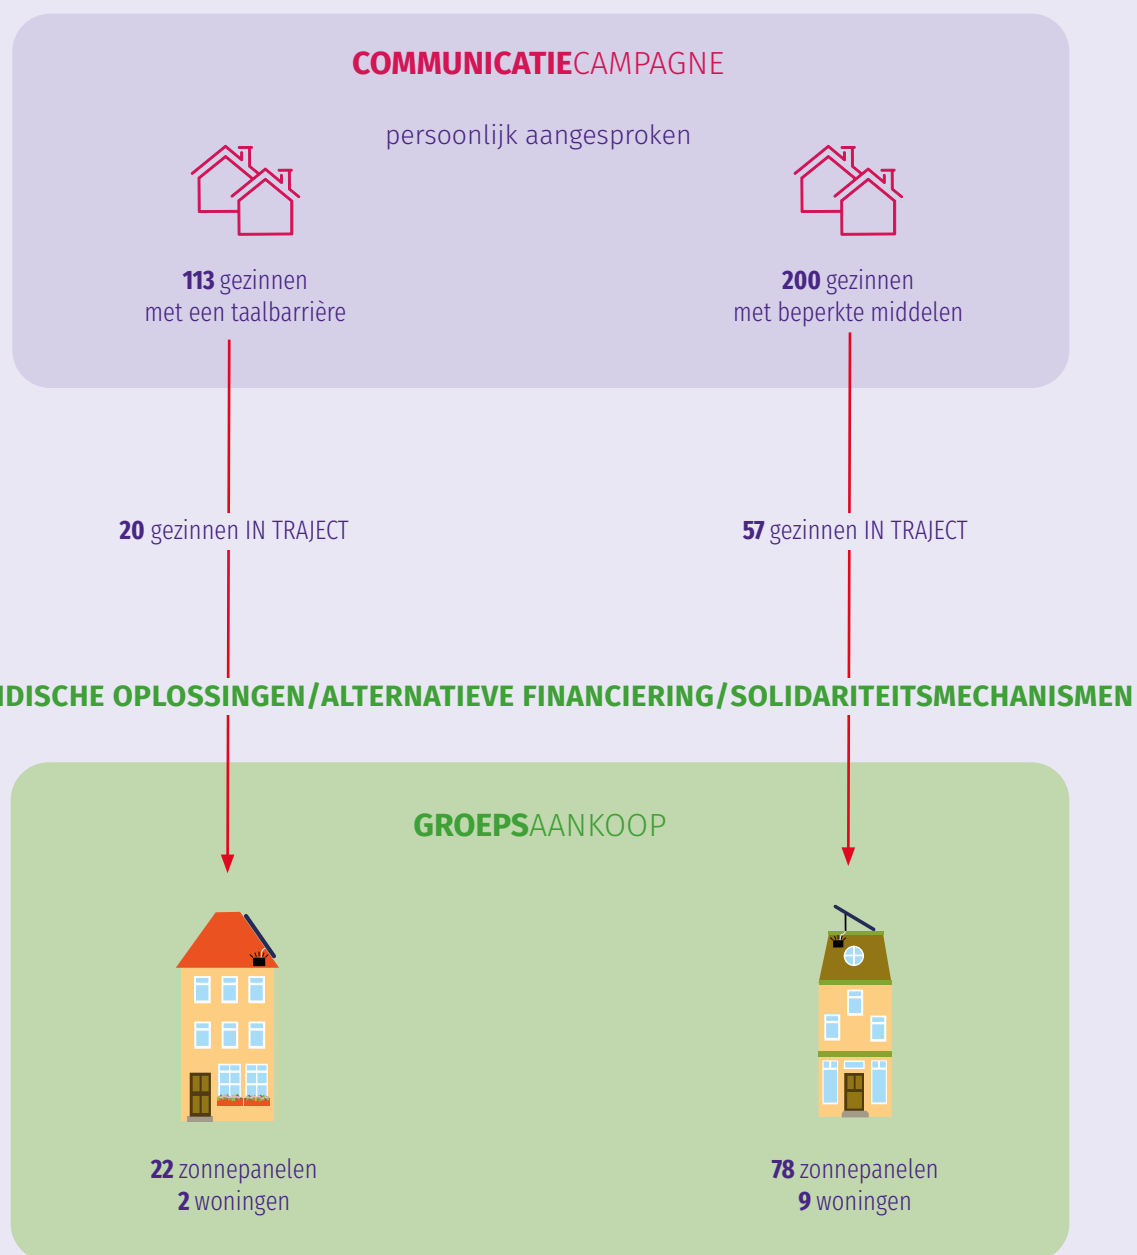 COMMUNICATIECAMPAGNE
persoonlijk aangesproken
113 gezinnen
met een taalbarrière
200 gezinnen
met beperkte middelen
20 gezinnen IN TRAJECT
57 gezinnen IN TRAJECT
OPLOSSINGEN/ALTERNATIEVE FINANCIERING/SOLIDARITEITSMECHANISMEN
GROEPSAANKOOP
22 zonnepanelen
2 woningen
78 zonnepanelen
9 woningen